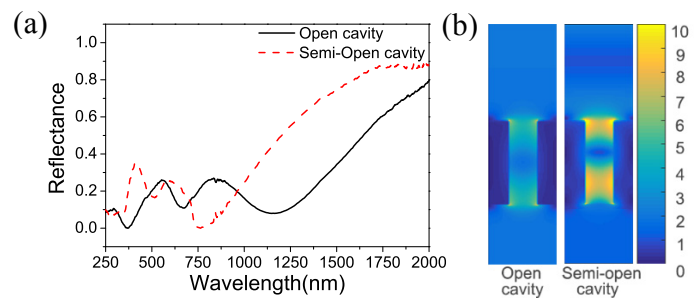 (a)
Open cavity
Semi-Open cavity
Reflectance
1.0
0.8
0.6
0.4
0.2
0.0
250 500 750 1000 1250 1500 1750 2000
Wavelength(nm)
(b)
10
9
8
7
6
5
4
3
2
1
0
Open cavity
Semi-open cavity